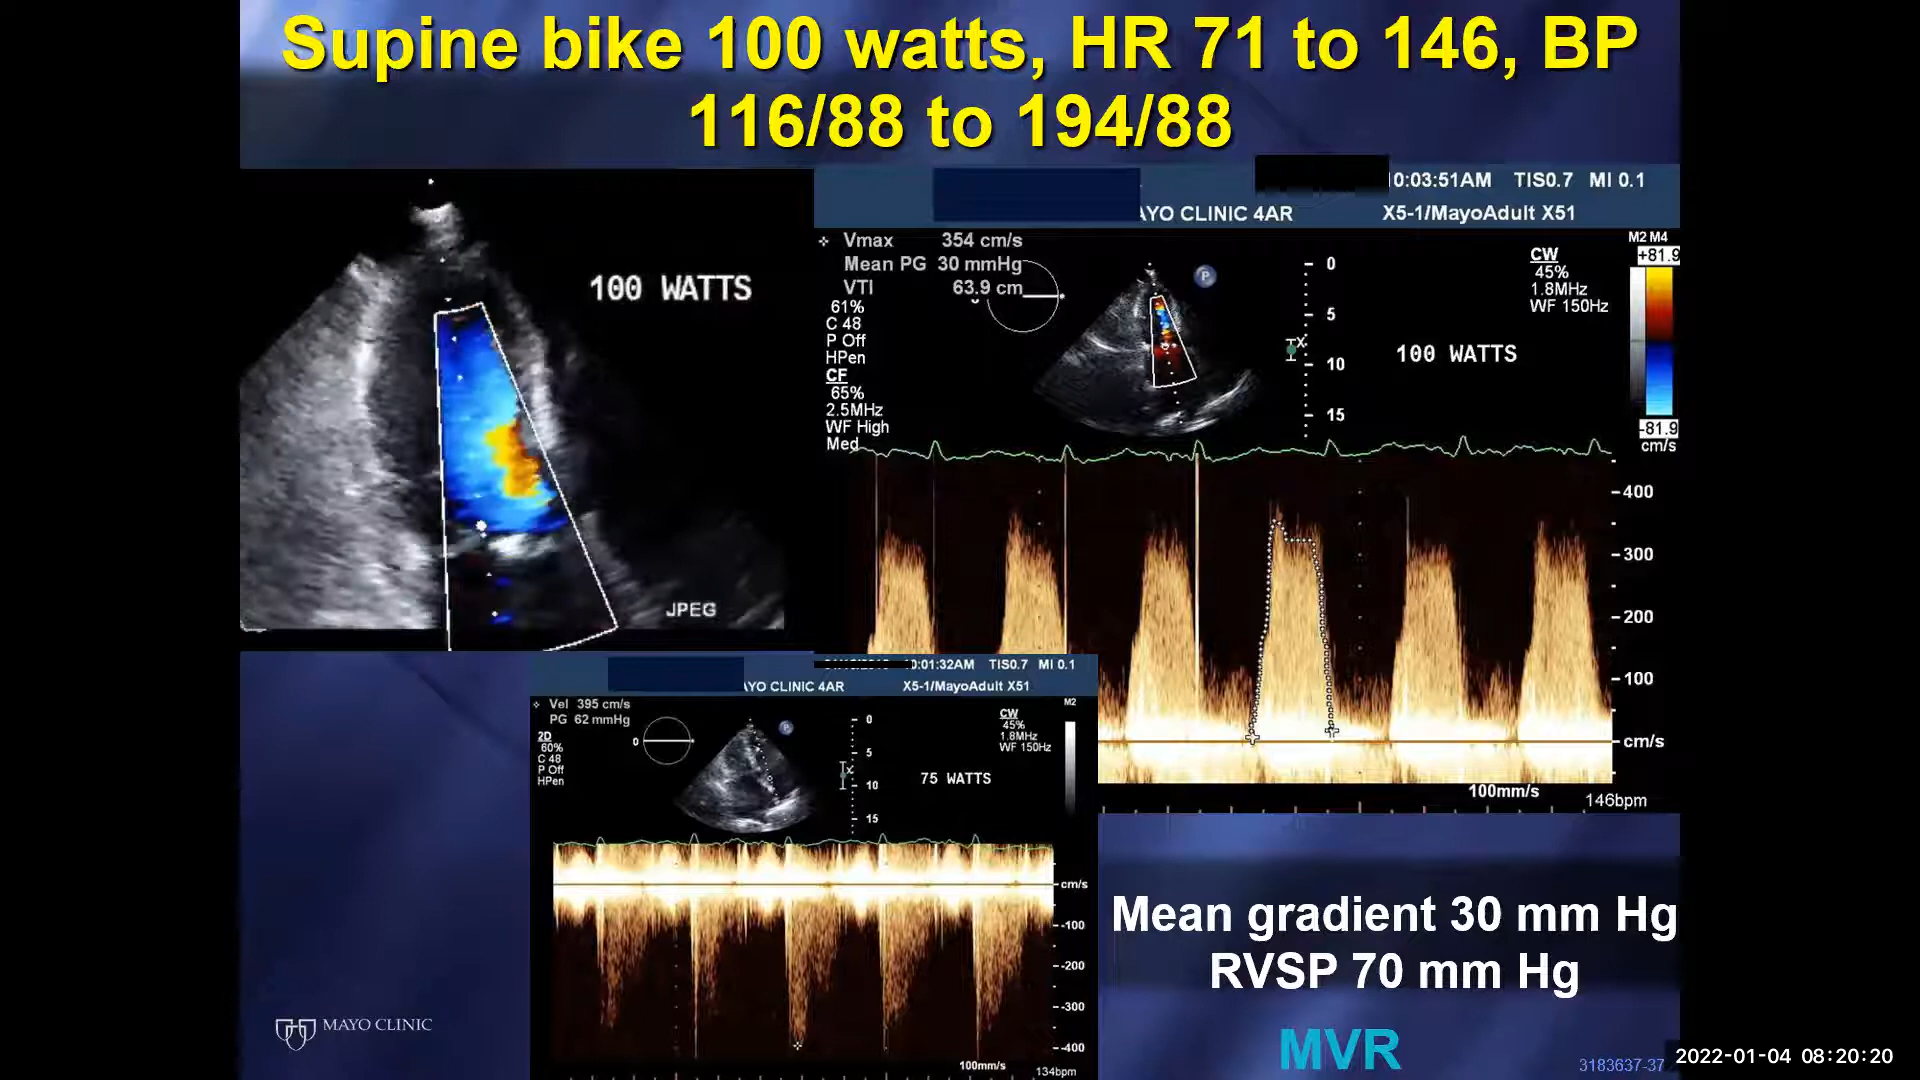 Supine bike 100 watts, HR 71 to 146, BP
116/88 to 194/88
0:03:51AM TIS0.7 MI 0.1
AYO CLINIC 4AR X5-1/MayoAdult X51
Vmax 354 cm/s
Mean PG 30 mmHg
VTI 63.9 cm
61%
C 48
P Off
HPen
CF
65%
2.5MHz
WF High
Med
P
0
5
10
15
X
100 WATTS
CW
45%
1.8MHz
WF 150Hz
M2 M4
+81.9
-81.9
cm/s
400
300
200
100
cm/s
100mm/s
146bpm
100 WATTS
JPEG
0:01:32AM TIS0.7 MI 0.1
AYO CLINIC 4AR X5-1/MayoAdult X51
Vel 395 cm/s
PG 62 mmHg
2D
60%
C 48
P Off
HPen
0
P
0
5
10
15
X
75 WATTS
CW
45%
1.8MHz
WF 150Hz
M2
cm/s
-100
-200
-300
-400
100mm/s
134bpm
Mean gradient 30 mm Hg
RVSP 70 mm Hg
MVR
MAYO CLINIC
3183637-37
2022-01-04 08:20:20